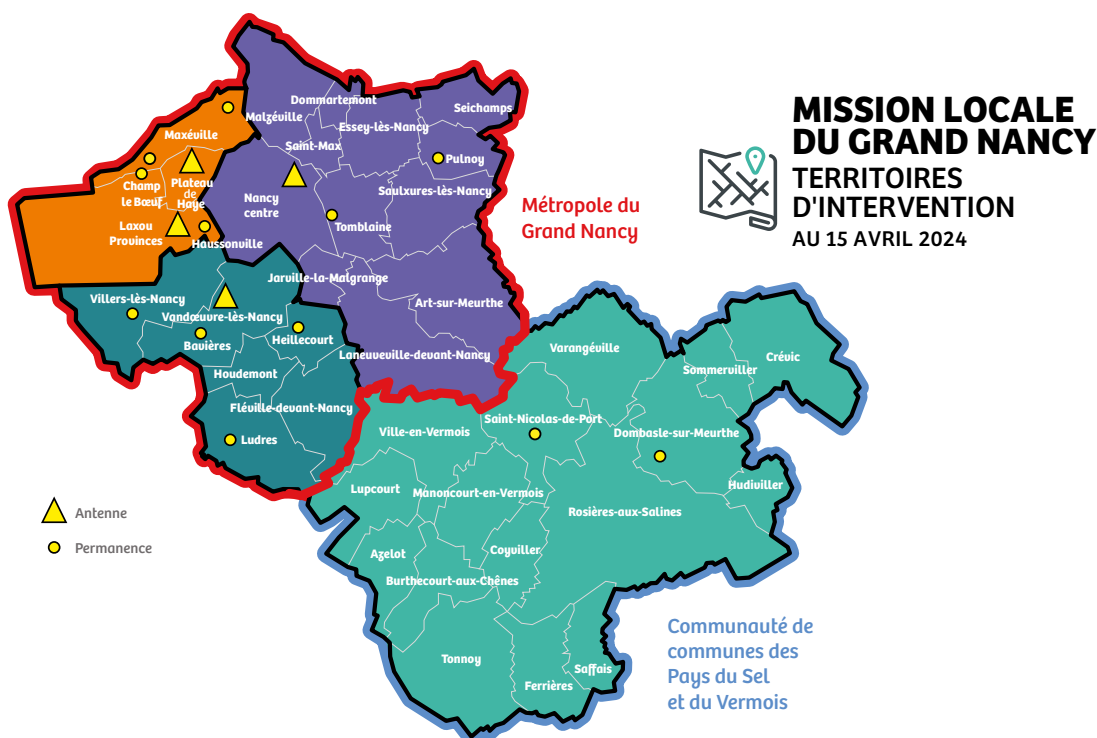 MISSION LOCALE
DU GRAND NANCY
TERRITOIRES
D'INTERVENTION
AU 15 AVRIL 2024
Métropole du
Grand Nancy
Dommartemont
Malzéville
Seichamps
Essey-lès-Nancy
Maxéville
Saint-Max
Pulnoy
Champ
le Bœuf
Plateau
de
Haye
Saulxures-lès-Nancy
Nancy
centre
Laxou
Provinces
Tomblaine
Haussonville
Jarville-la-Malgrange
Villers-lès-Nancy
Art-sur-Meurthe
Vandœuvre-lès-Nancy
Bavières
Heillecourt
Laneuveville-devant-Nancy
Houdemont
Fléville-devant-Nancy
Ludres
Varangéville
Crévic
Sommerviller
Saint-Nicolas-de-Port
Ville-en-Vermois
Dombasle-sur-Meurthe
Hudiviller
Lupcourt
Manoncourt-en-Vermois
Rosières-aux-Salines
Azelot
Coyviller
Burthecourt-aux-Chênes
Tonnoy
Saffais
Ferrières
Antenne
Permanence
Communauté de
communes des
Pays du Sel
et du Vermois